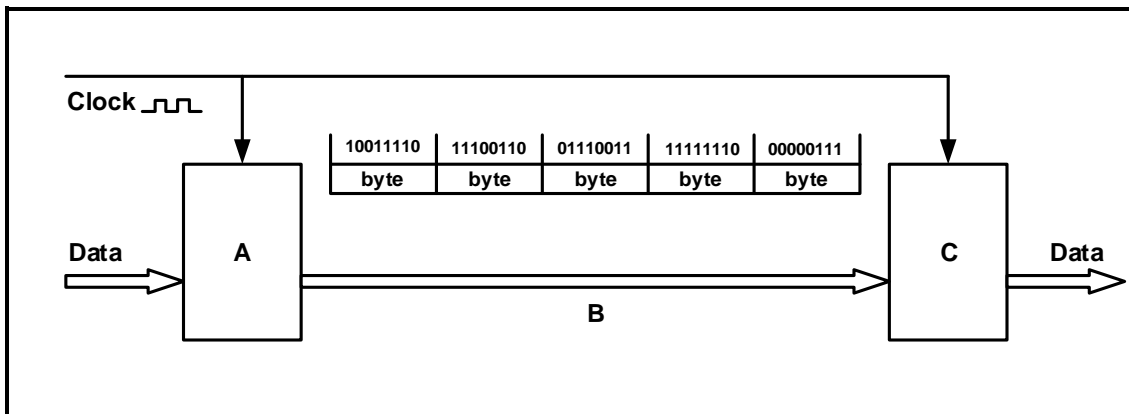 Clock
10011110 11100110 01110011 11111110 00000111
byte byte byte byte byte
Data A C Data
B